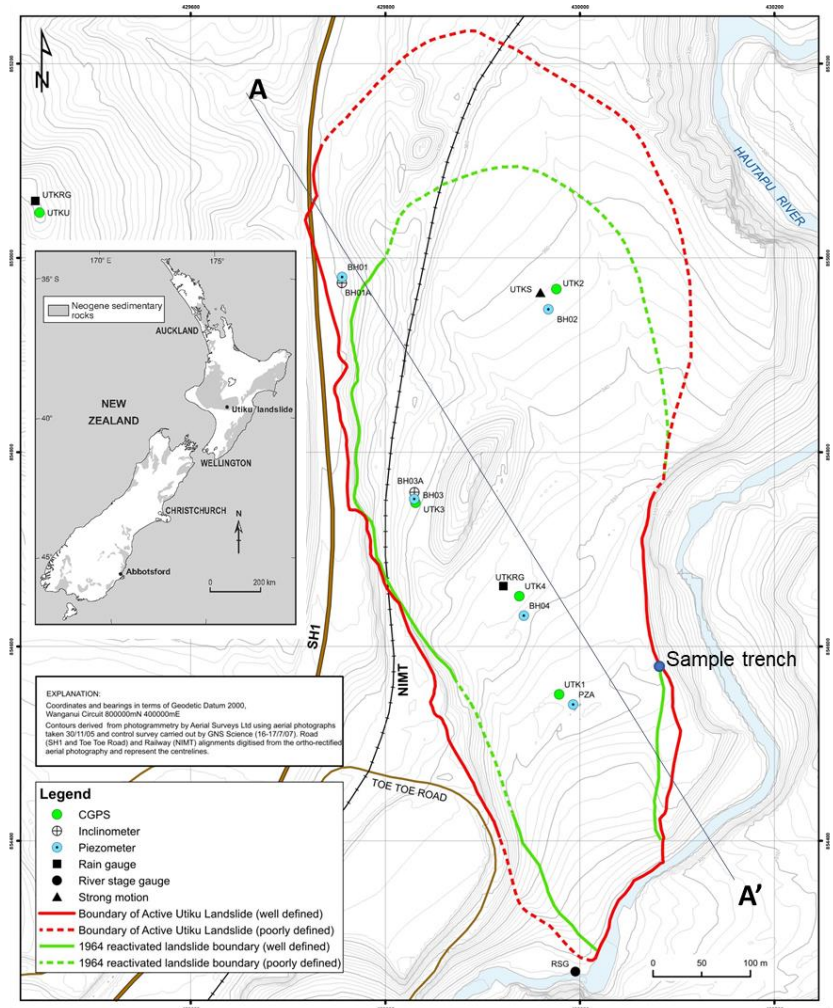 429600
429800
430000
430200
855200
N
A
HAUTAPU RIVER
UTKRG
UTKU
BH01
BH01A
UTK2
UTKS
BH02
170° E
175°
35° S
Neogene sedimentary
rocks
AUCKLAND
NEW
ZEALAND
Utiku landslide
40°
WELLINGTON
CHRISTCHURCH
N
45°
Abbotsford
0 200 km
BH03A
BH03
UTK3
UTKRG
UTK4
BH04
SH1
Sample trench
NIMT
UTK1
PZA
EXPLANATION:
Coordinates and bearings in terms of Geodetic Datum 2000,
Wanganui Circuit 800000mN 400000mE
Contours derived from photogrammetry by Aerial Surveys Ltd using aerial photographs
taken 30/11/05 and control survey carried out by GNS Science (16-17/7/07). Road
(SH1 and Toe Toe Road) and Railway (NIMT) alignments digitised from the ortho-rectified
aerial photography and represent the centrelines.
TOE TOE ROAD
Legend
CGPS
Inclinometer
Piezometer
Rain gauge
River stage gauge
Strong motion
Boundary of Active Utiku Landslide (well defined)
Boundary of Active Utiku Landslide (poorly defined)
1964 reactivated landslide boundary (well defined)
1964 reactivated landslide boundary (poorly defined)
A'
RSG
0 50 100 m